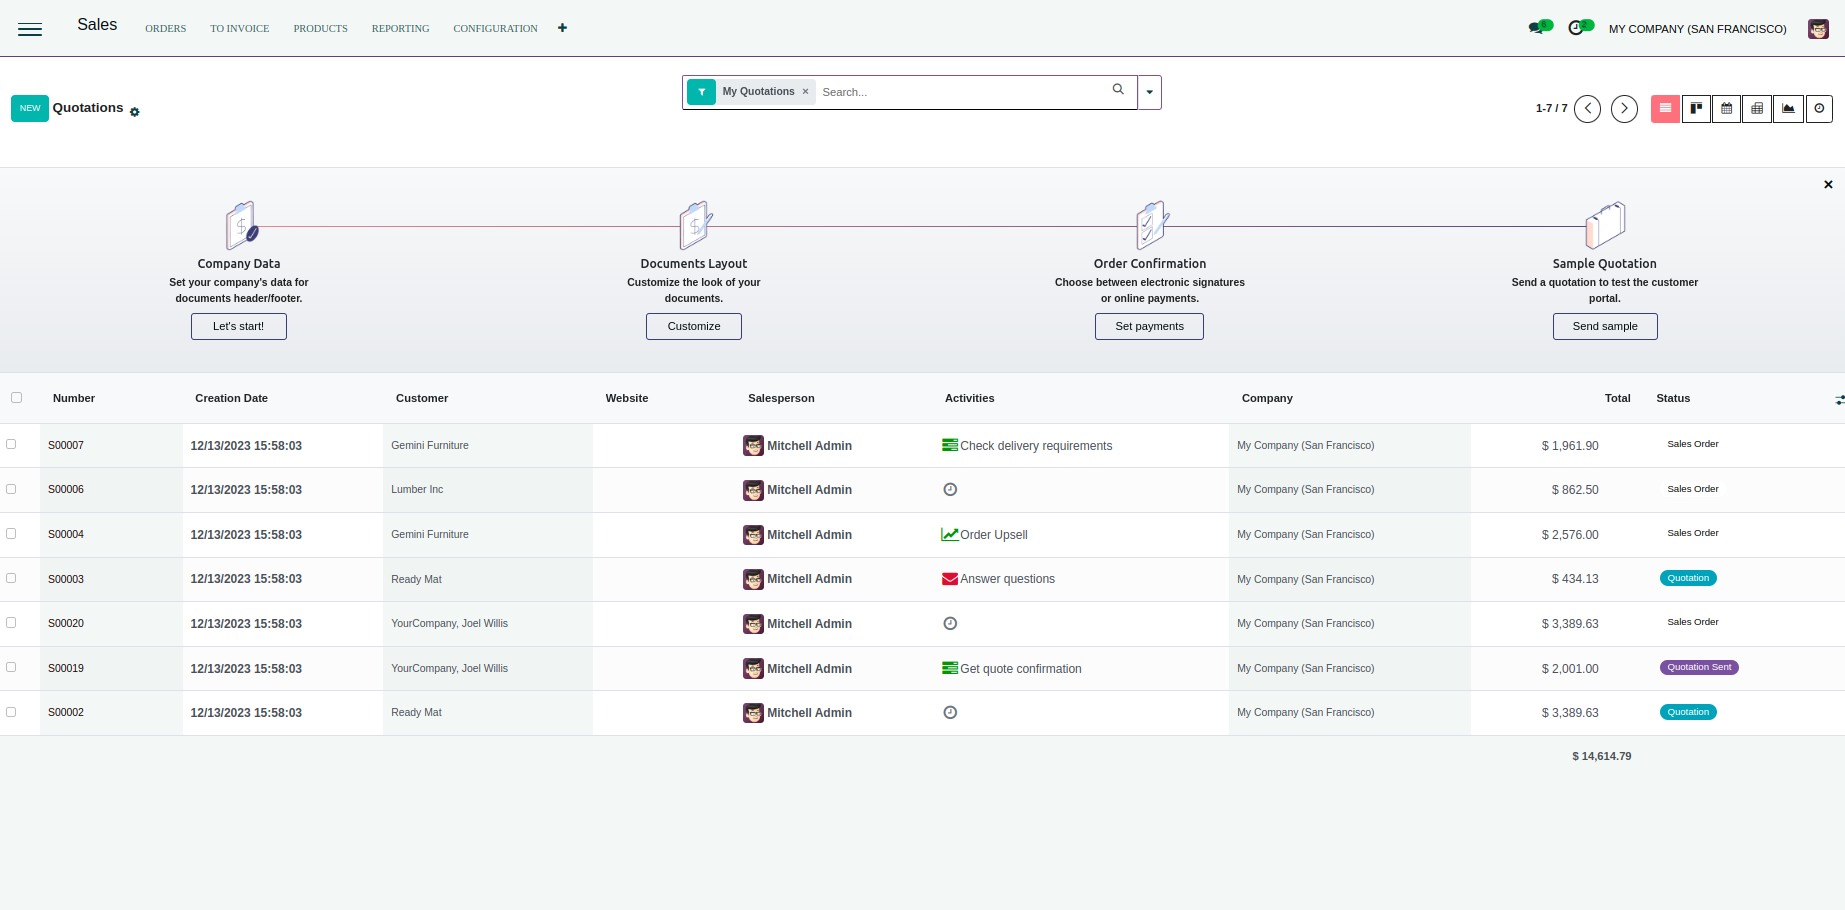 Sales ORDERS TO INVOICE PRODUCTS REPORTING CONFIGURATION 6 2 MY COMPANY (SAN FRANCISCO)
NEW Quotations My Quotations × Search... 1-7 / 7
Company Data Documents Layout Order Confirmation Sample Quotation
Set your company's data for Customize the look of your Choose between electronic signatures Send a quotation to test the customer
documents header/footer. documents. or online payments. portal.
Let's start! Customize Set payments Send sample
Number Creation Date Customer Website Salesperson Activities Company Total Status
S00007 12/13/2023 15:58:03 Gemini Furniture Mitchell Admin Check delivery requirements My Company (San Francisco) $ 1,961.90 Sales Order
S00006 12/13/2023 15:58:03 Lumber Inc Mitchell Admin My Company (San Francisco) $ 862.50 Sales Order
S00004 12/13/2023 15:58:03 Gemini Furniture Mitchell Admin Order Upsell My Company (San Francisco) $ 2,576.00 Sales Order
S00003 12/13/2023 15:58:03 Ready Mat Mitchell Admin Answer questions My Company (San Francisco) $ 434.13 Quotation
S00020 12/13/2023 15:58:03 YourCompany, Joel Willis Mitchell Admin My Company (San Francisco) $ 3,389.63 Sales Order
S00019 12/13/2023 15:58:03 YourCompany, Joel Willis Mitchell Admin Get quote confirmation My Company (San Francisco) $ 2,001.00 Quotation Sent
S00002 12/13/2023 15:58:03 Ready Mat Mitchell Admin My Company (San Francisco) $ 3,389.63 Quotation
$ 14,614.79